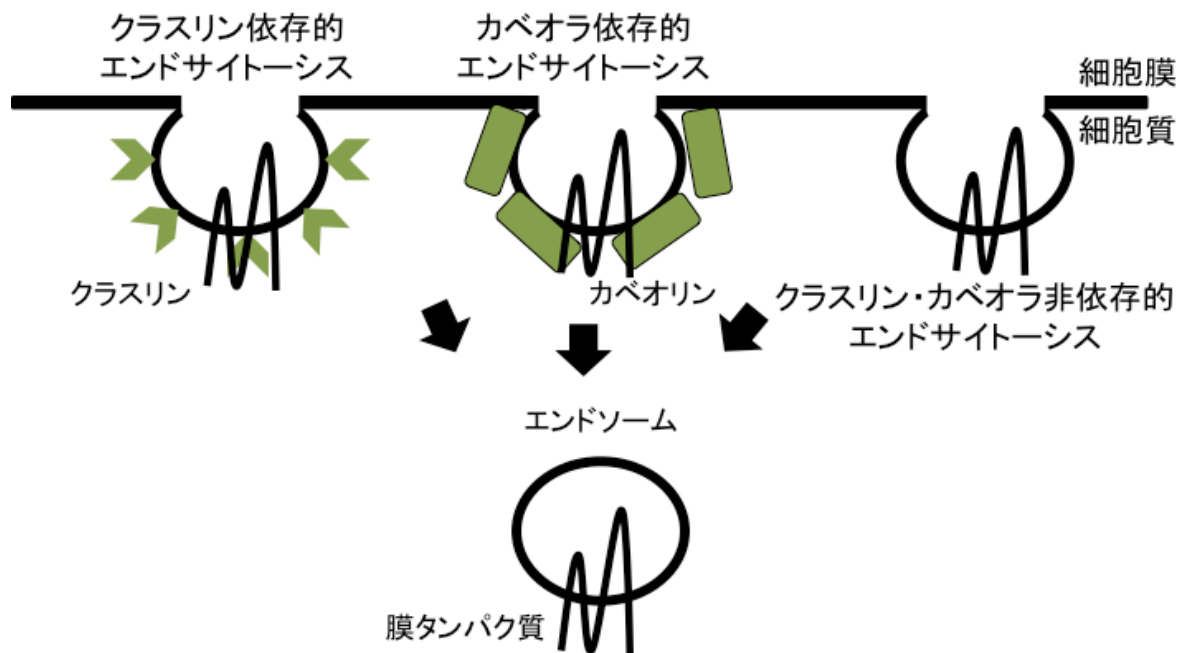 クラスリン依存的
エンドサイトーシス
カベオラ依存的
エンドサイトーシス
細胞膜
細胞質
クラスリン
カベオリン
クラスリン・カベオラ非依存的
エンドサイトーシス
エンドソーム
膜タンパク質